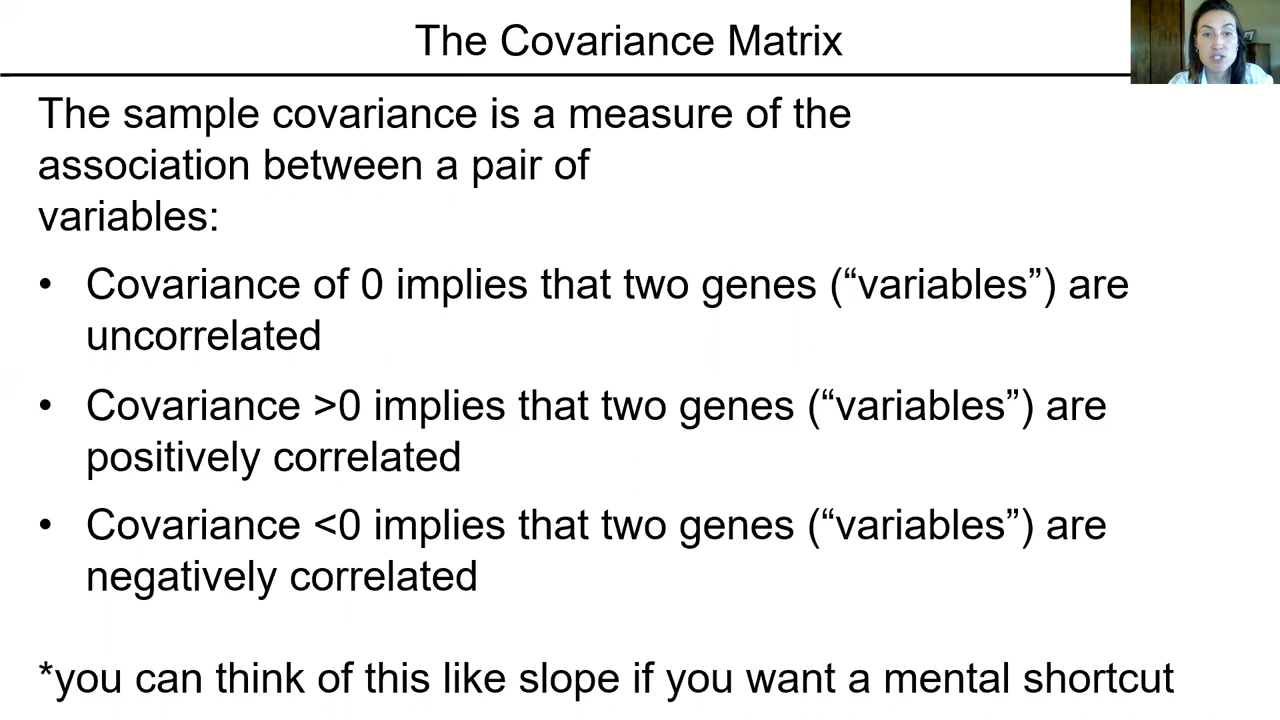 The Covariance Matrix
The sample covariance is a measure of the
association between a pair of
variables:
• Covariance of 0 implies that two genes (“variables”) are
uncorrelated
• Covariance >0 implies that two genes (“variables”) are
positively correlated
• Covariance <0 implies that two genes (“variables”) are
negatively correlated
*you can think of this like slope if you want a mental shortcut